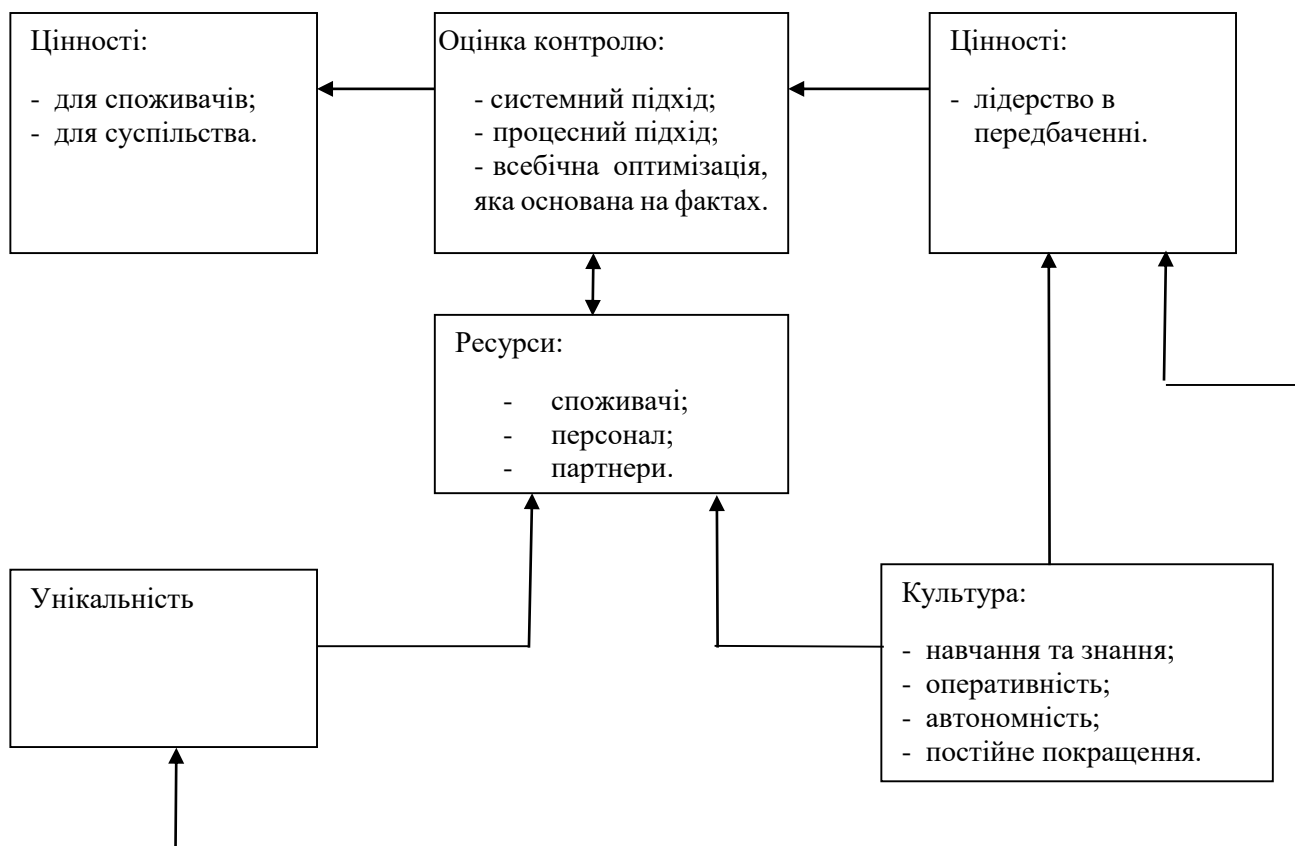 Цінності:
- для споживачів;
- для суспільства.
Оцінка контролю:
- системний підхід;
- процесний підхід;
- всебічна оптимізація,
яка основана на фактах.
Цінності:
- лідерство в
передбаченні.
Ресурси:
- споживачі;
- персонал;
- партнери.
Унікальність
Культура:
- навчання та знання;
- оперативність;
- автономність;
- постійне покращення.